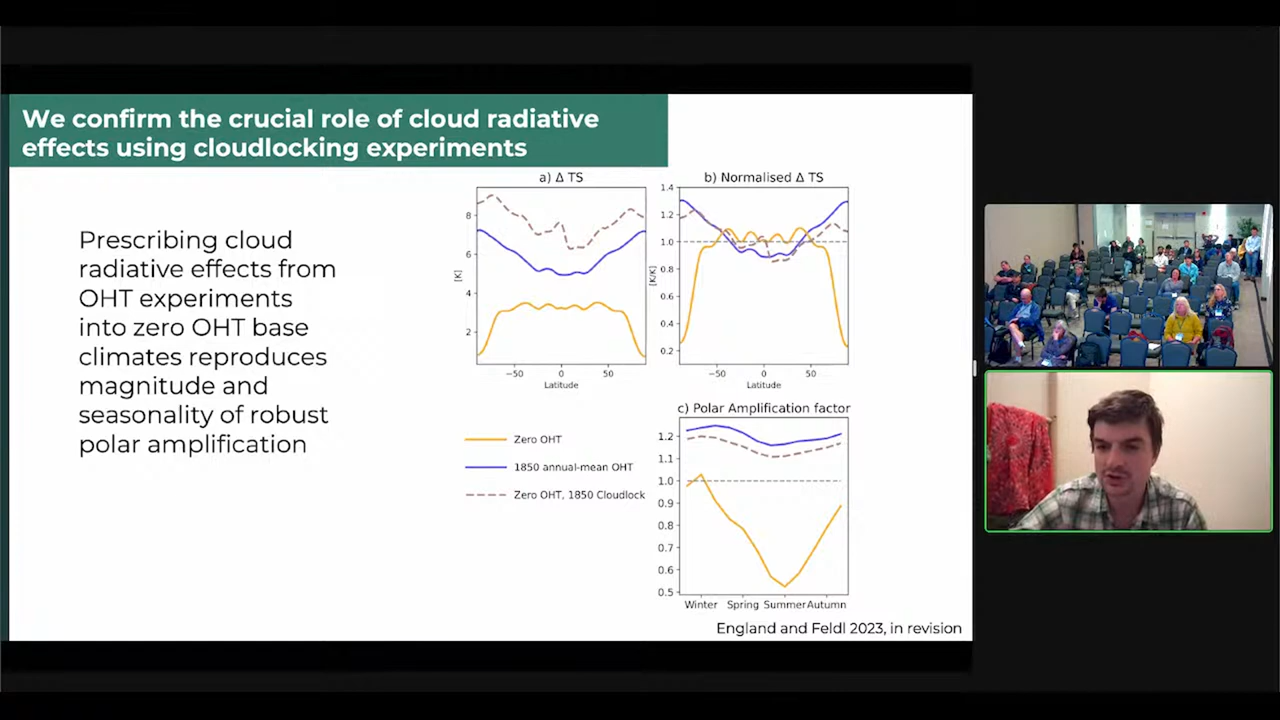 We confirm the crucial role of cloud radiative
effects using cloudlocking experiments
Prescribing cloud
radiative effects from
OHT experiments
into zero OHT base
climates reproduces
magnitude and
seasonality of robust
polar amplification
a) Δ TS
[K]
8
6
4
2
−50
0
50
Latitude
b) Normalised Δ TS
[K/K]
1.4
1.2
1.0
0.8
0.6
0.4
0.2
−50
0
50
Latitude
Zero OHT
1850 annual-mean OHT
Zero OHT, 1850 Cloudlock
c) Polar Amplification factor
1.2
1.1
1.0
0.9
0.8
0.7
0.6
0.5
Winter
Spring
Summer
Autumn
England and Feldl 2023, in revision